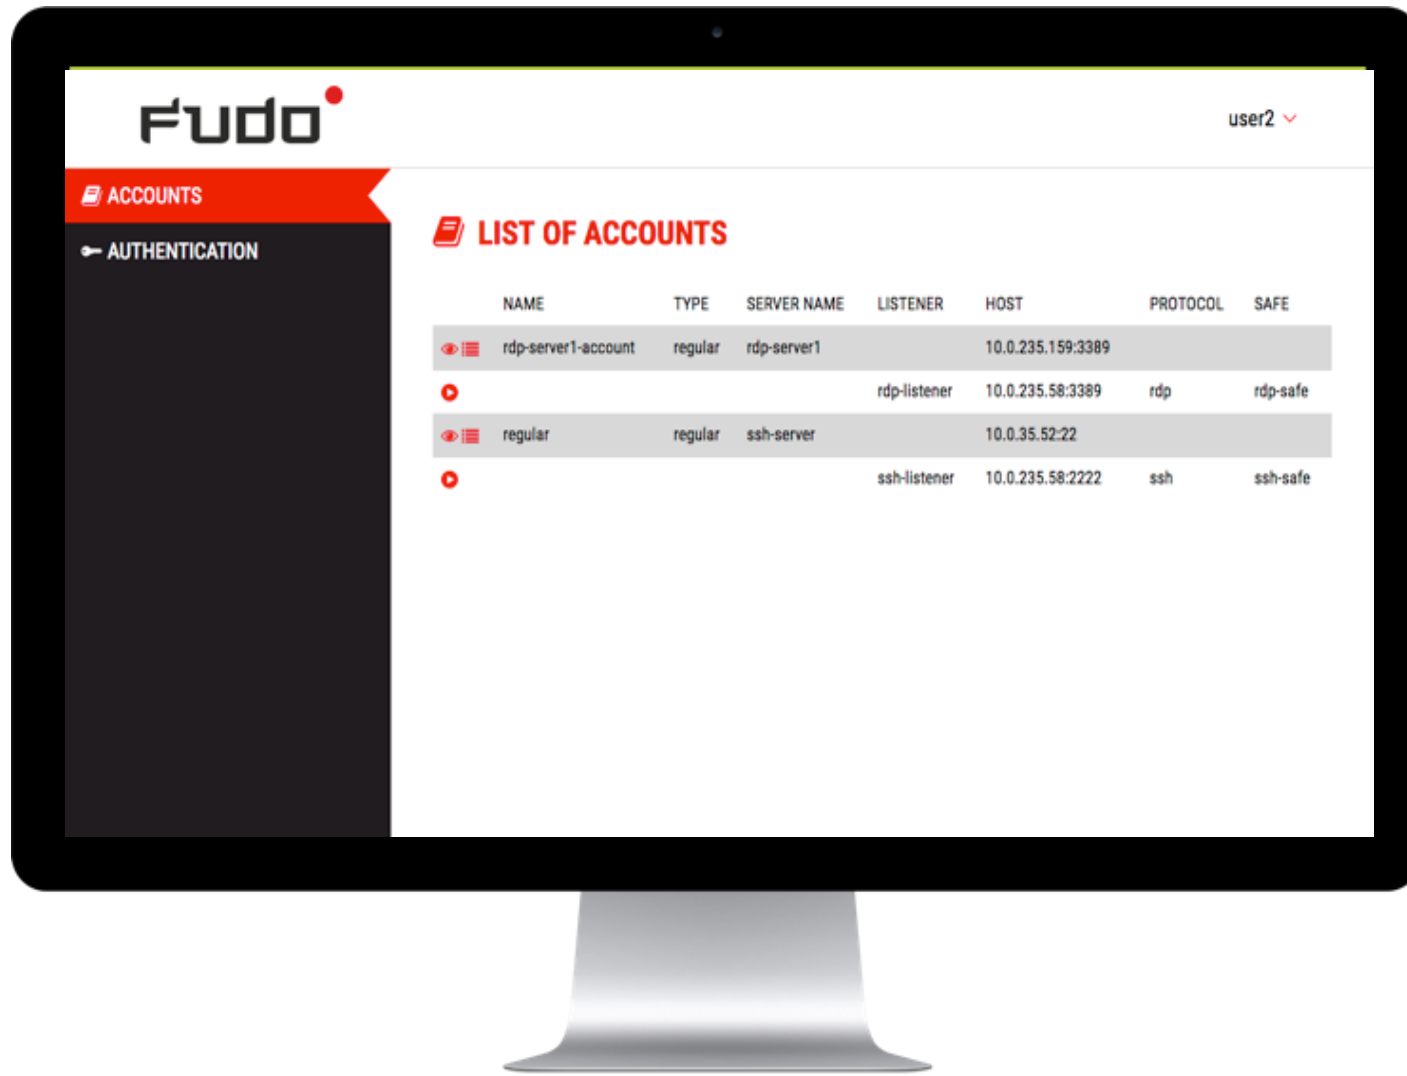 Fudo
user2
ACCOUNTS
AUTHENTICATION
LIST OF ACCOUNTS
NAME TYPE SERVER NAME LISTENER HOST PROTOCOL SAFE
rdp-server1-account regular rdp-server1 10.0.235.159:3389
rdp-listener 10.0.235.58:3389 rdp rdp-safe
regular regular ssh-server 10.0.35.52:22
ssh-listener 10.0.235.58:2222 ssh ssh-safe